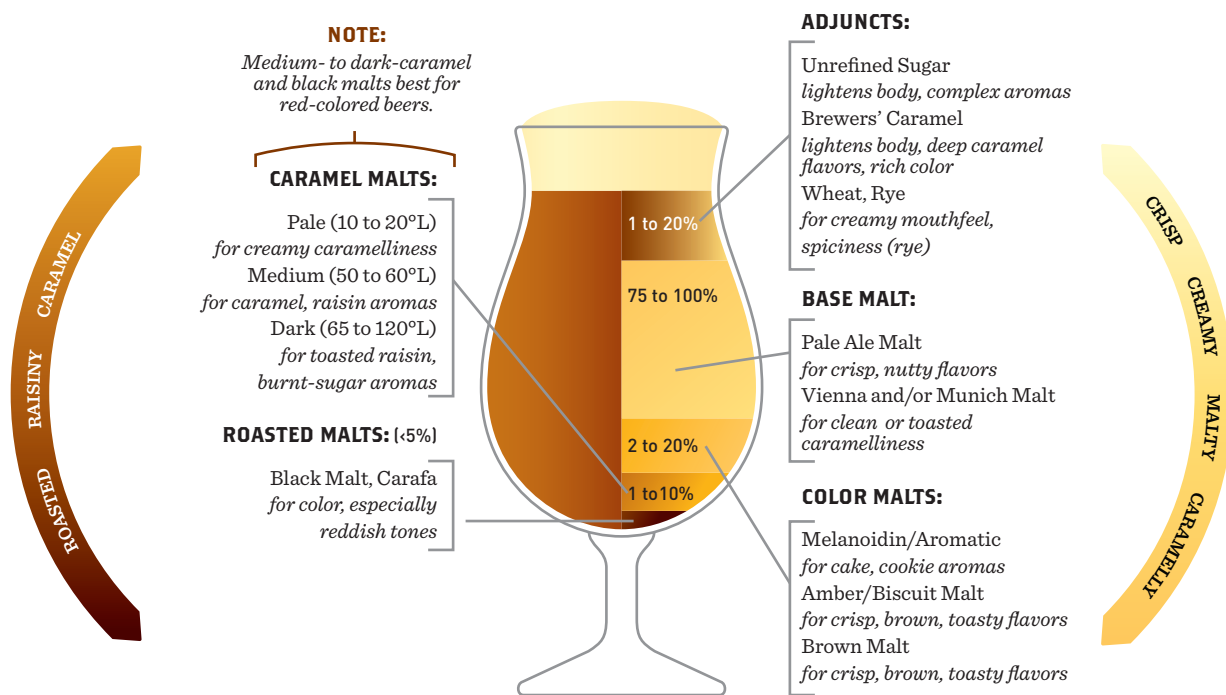 NOTE:
Medium- to dark-caramel
and black malts best for
red-colored beers.
CARAMEL MALTS:
Pale (10 to 20°L)
for creamy caramelliness
Medium (50 to 60°L)
for caramel, raisin aromas
Dark (65 to 120°L)
for toasted raisin,
burnt-sugar aromas
ROASTED MALTS: (<5%)
Black Malt, Carafa
for color, especially
reddish tones
CARAMEL
RAISINY
ROASTED
1 to 20%
75 to 100%
2 to 20%
1 to10%
ADJUNCTS:
Unrefined Sugar
lightens body, complex aromas
Brewers’ Caramel
lightens body, deep caramel
flavors, rich color
Wheat, Rye
for creamy mouthfeel,
spiciness (rye)
BASE MALT:
Pale Ale Malt
for crisp, nutty flavors
Vienna and/or Munich Malt
for clean or toasted
caramelliness
COLOR MALTS:
Melanoidin/Aromatic
for cake, cookie aromas
Amber/Biscuit Malt
for crisp, brown, toasty flavors
Brown Malt
for crisp, brown, toasty flavors
CRISP
CREAMY
MALTY
CARAMELLY